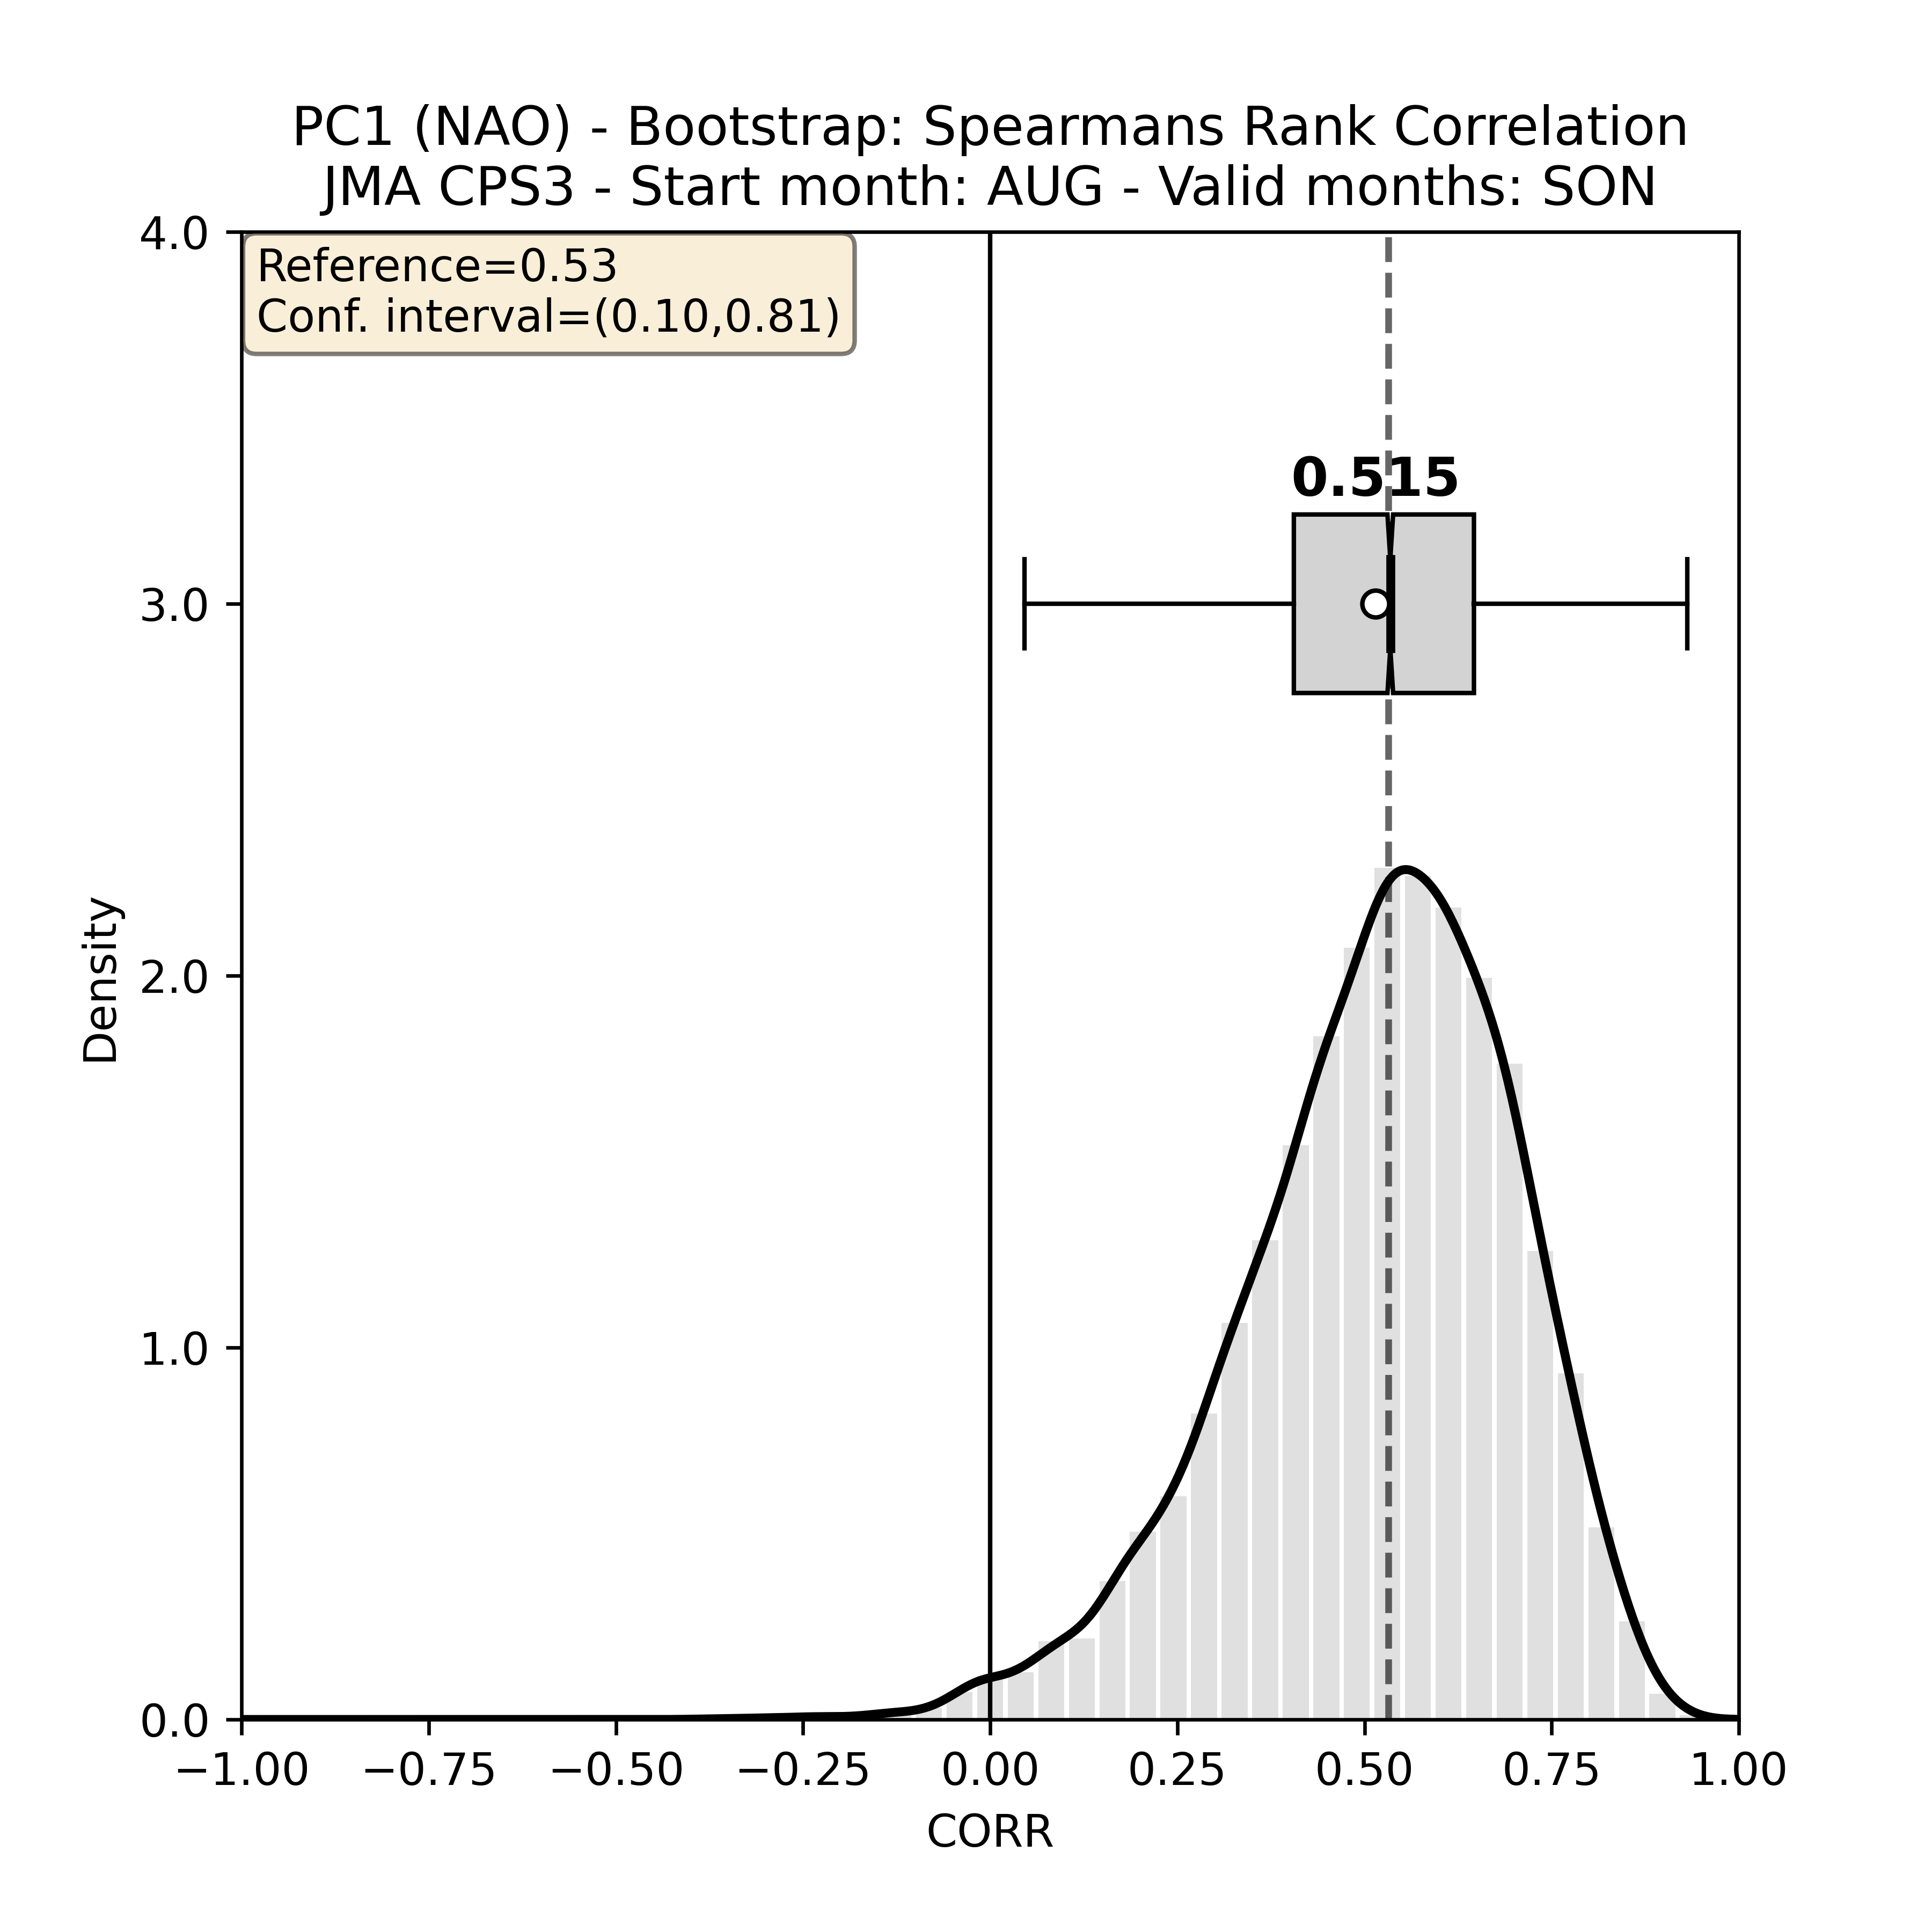 PC1 (NAO) - Bootstrap: Spearmans Rank Correlation
JMA CPS3 - Start month: AUG - Valid months: SON
Reference=0.53
Conf. interval=(0.10,0.81)
0.515
4.0
3.0
2.0
1.0
0.0
Density
−1.00 −0.75 −0.50 −0.25 0.00 0.25 0.50 0.75 1.00
CORR